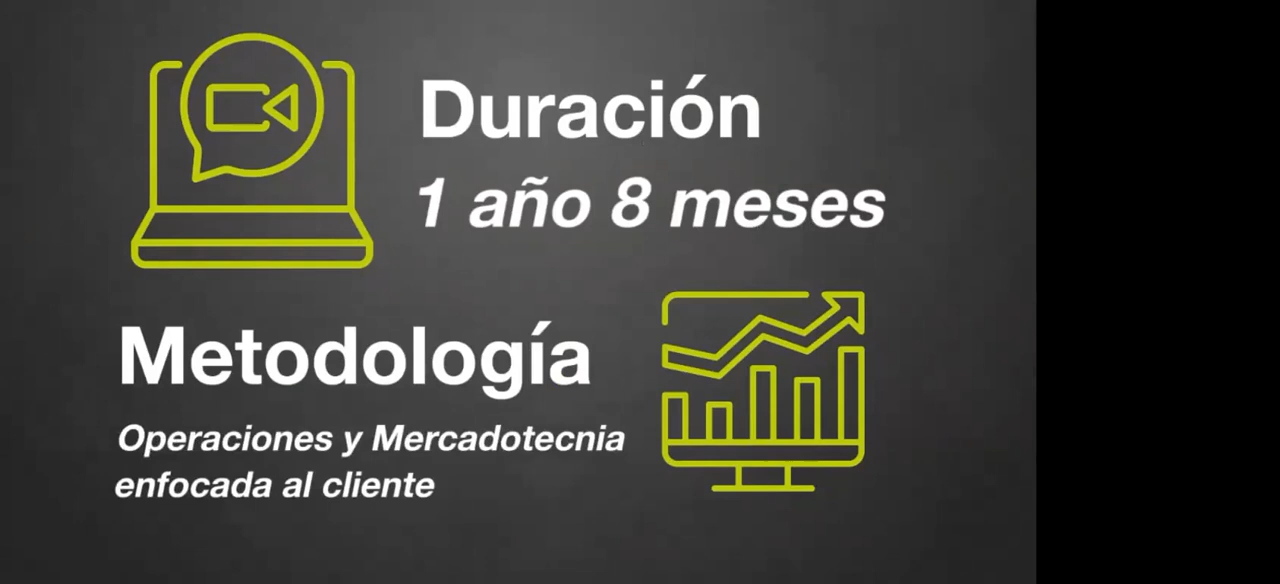 Duración
1 año 8 meses
Metodología
Operaciones y Mercadotecnia
enfocada al cliente